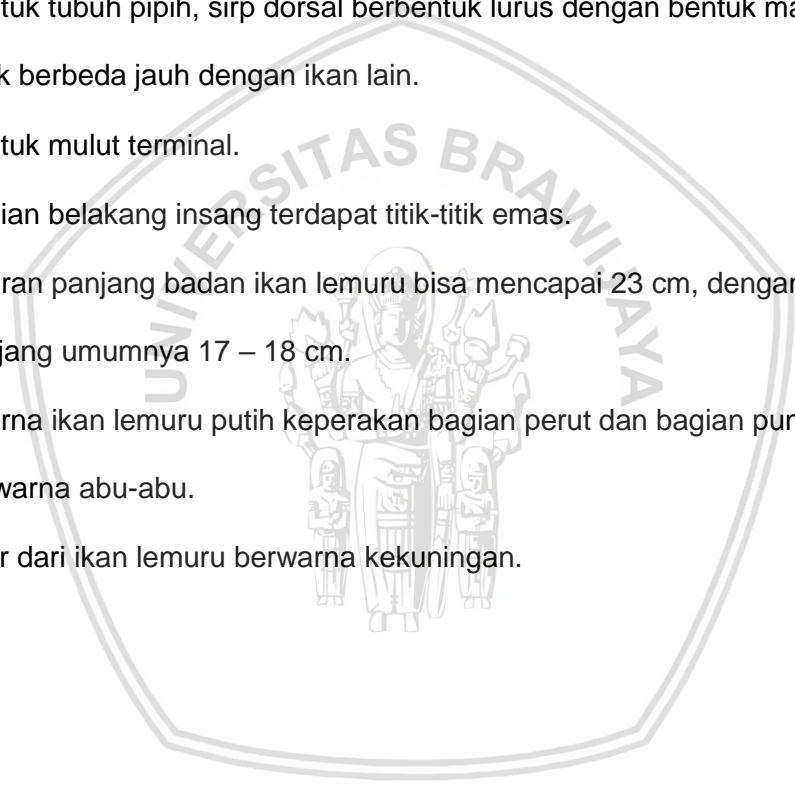 tuk tubuh pipih, sirp dorsal berbentuk lurus dengan bentuk ma
k berbeda jauh dengan ikan lain.
tuk mulut terminal.
ian belakang insang terdapat titik-titik emas.
ran panjang badan ikan lemuru bisa mencapai 23 cm, dengan
jang umumnya 17 – 18 cm.
rna ikan lemuru putih keperakan bagian perut dan bagian pun
warna abu-abu.
r dari ikan lemuru berwarna kekuningan.
UNIVERSITAS BRAWIJAYA